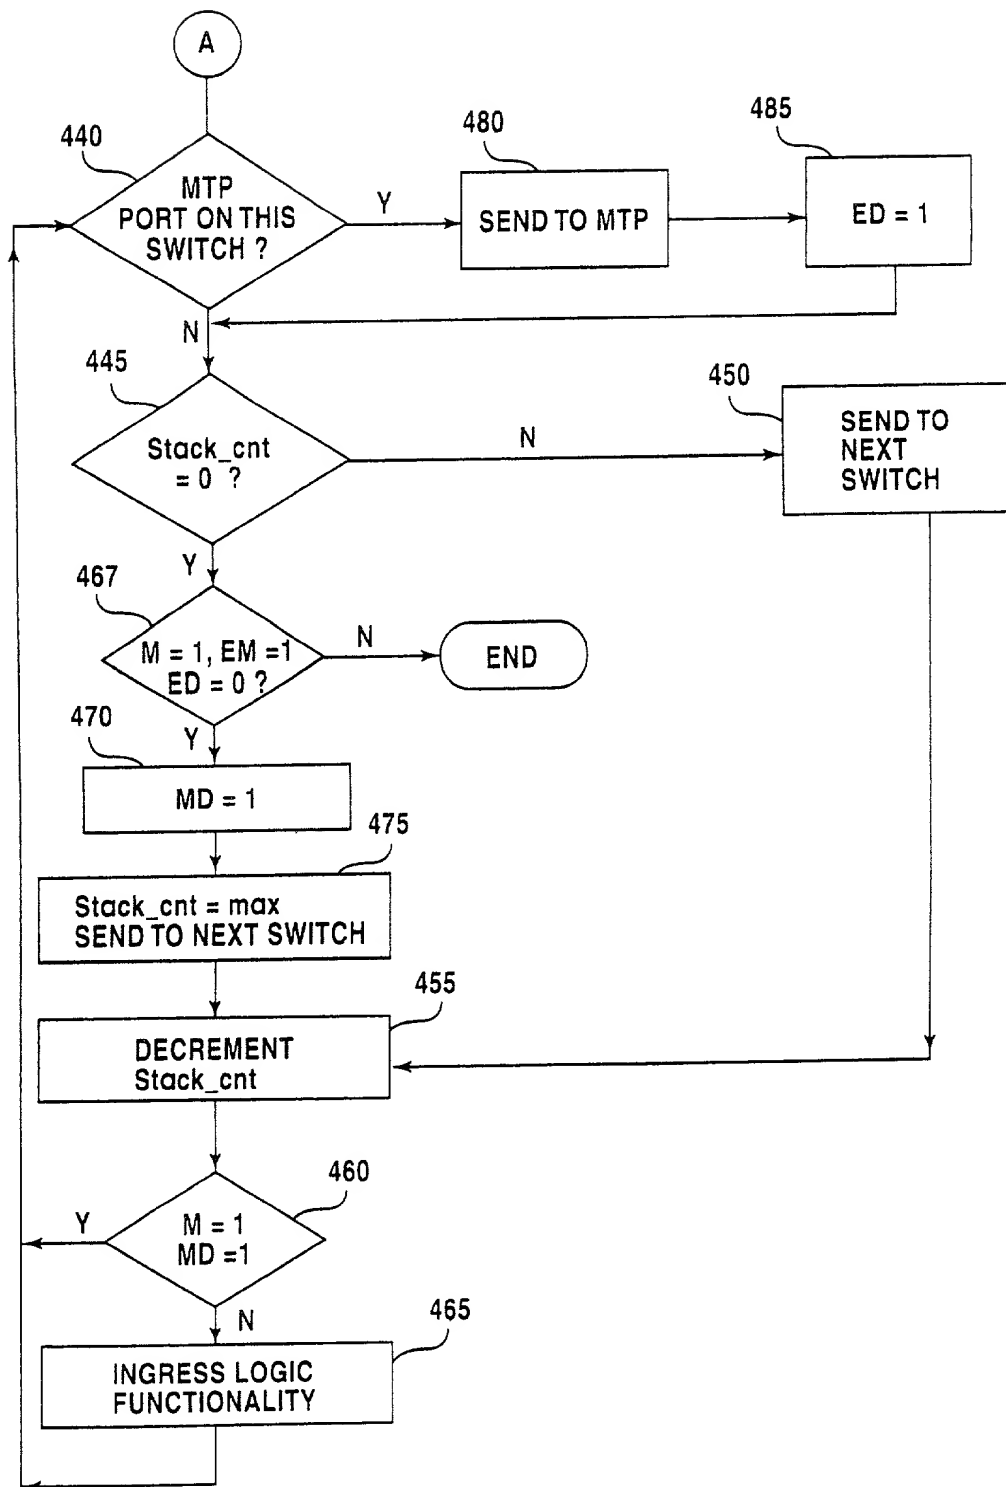 A
440
MTP
PORT ON THIS
SWITCH ?
Y
480
SEND TO MTP
485
ED = 1
N
445
Stack_cnt
= 0 ?
N
450
SEND TO
NEXT
SWITCH
Y
467
M = 1, EM =1
ED = 0 ?
N
END
Y
470
MD = 1
475
Stack_cnt = max
SEND TO NEXT SWITCH
455
DECREMENT
Stack_cnt
460
M = 1
MD =1
Y
N
465
INGRESS LOGIC
FUNCTIONALITY